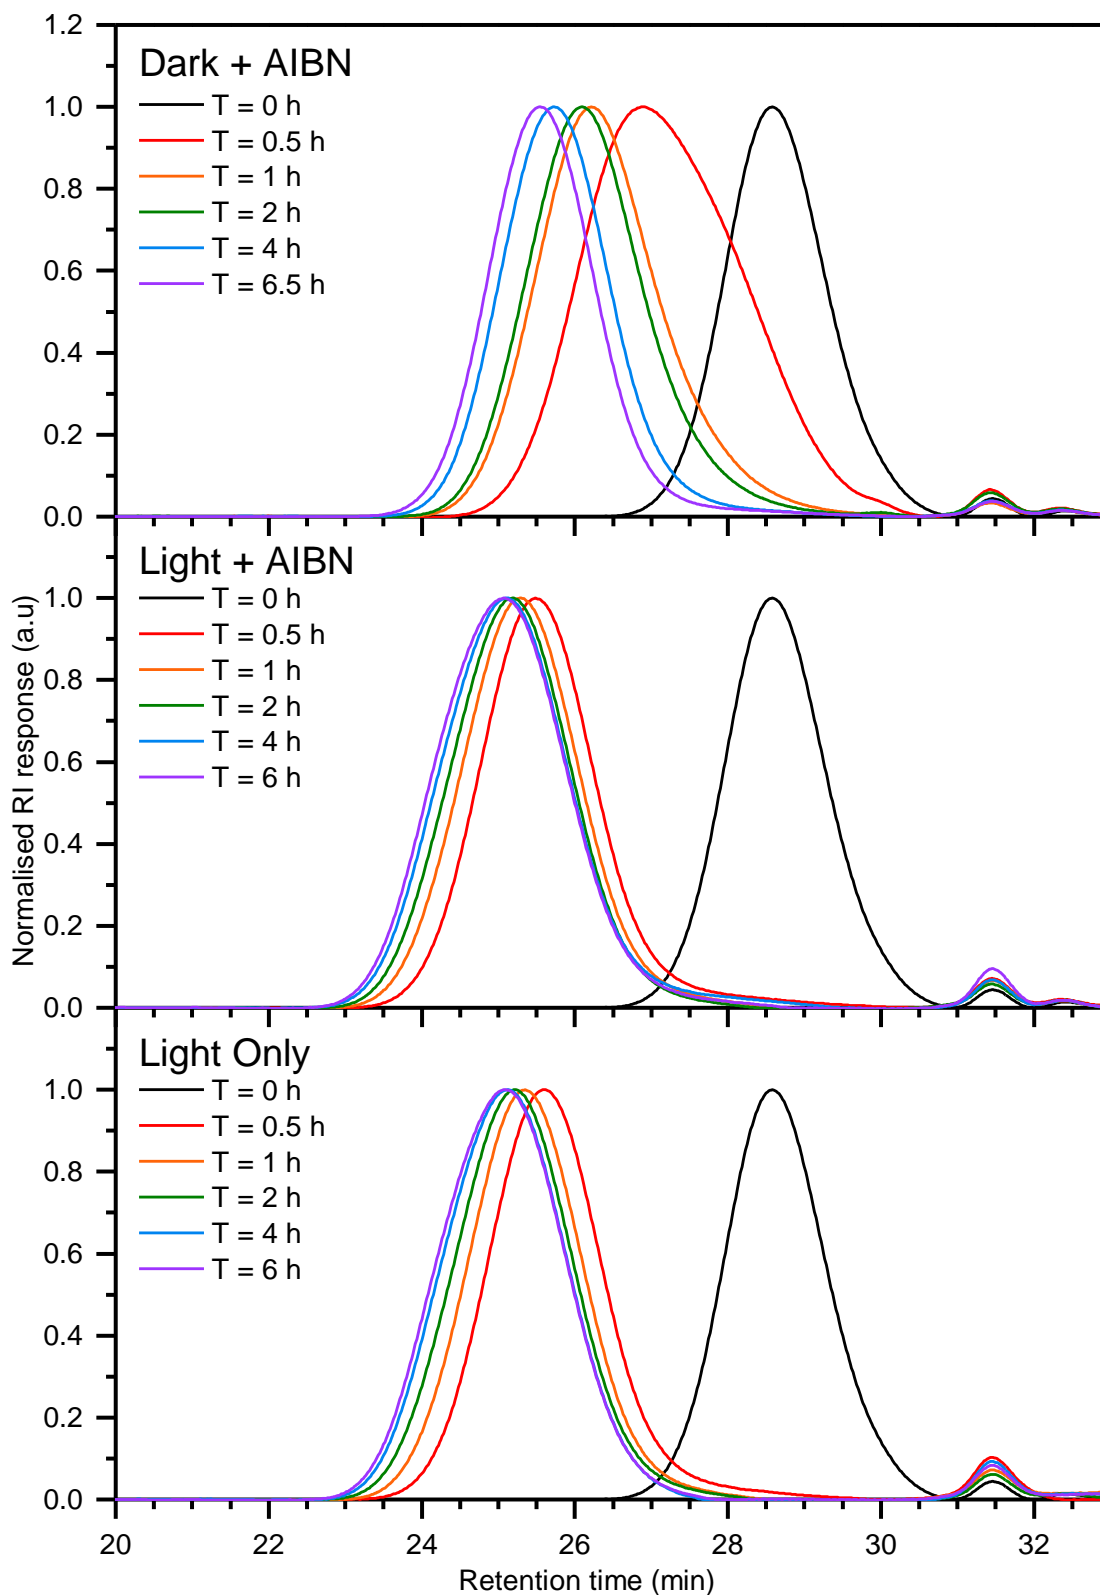 Normalised RI response (a.u)
1.2
1.0
0.8
0.6
0.4
0.2
0.0
Dark + AIBN
T = 0 h
T = 0.5 h
T = 1 h
T = 2 h
T = 4 h
T = 6.5 h
1.0
0.8
0.6
0.4
0.2
0.0
Light + AIBN
T = 0 h
T = 0.5 h
T = 1 h
T = 2 h
T = 4 h
T = 6 h
1.0
0.8
0.6
0.4
0.2
0.0
Light Only
T = 0 h
T = 0.5 h
T = 1 h
T = 2 h
T = 4 h
T = 6 h
20 22 24 26 28 30 32
Retention time (min)